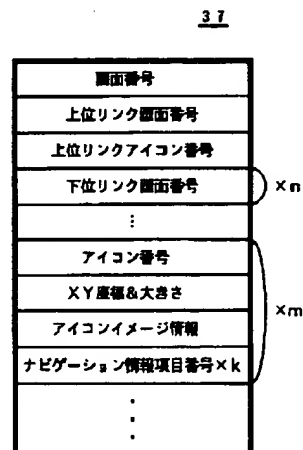 37
画面番号
上位リンク画面番号
上位リンクアイコン番号
下位リンク画面番号
×n
⋮
アイコン番号
XY座標&大きさ
×m
アイコンイメージ情報
ナビゲーション情報項目番号×k